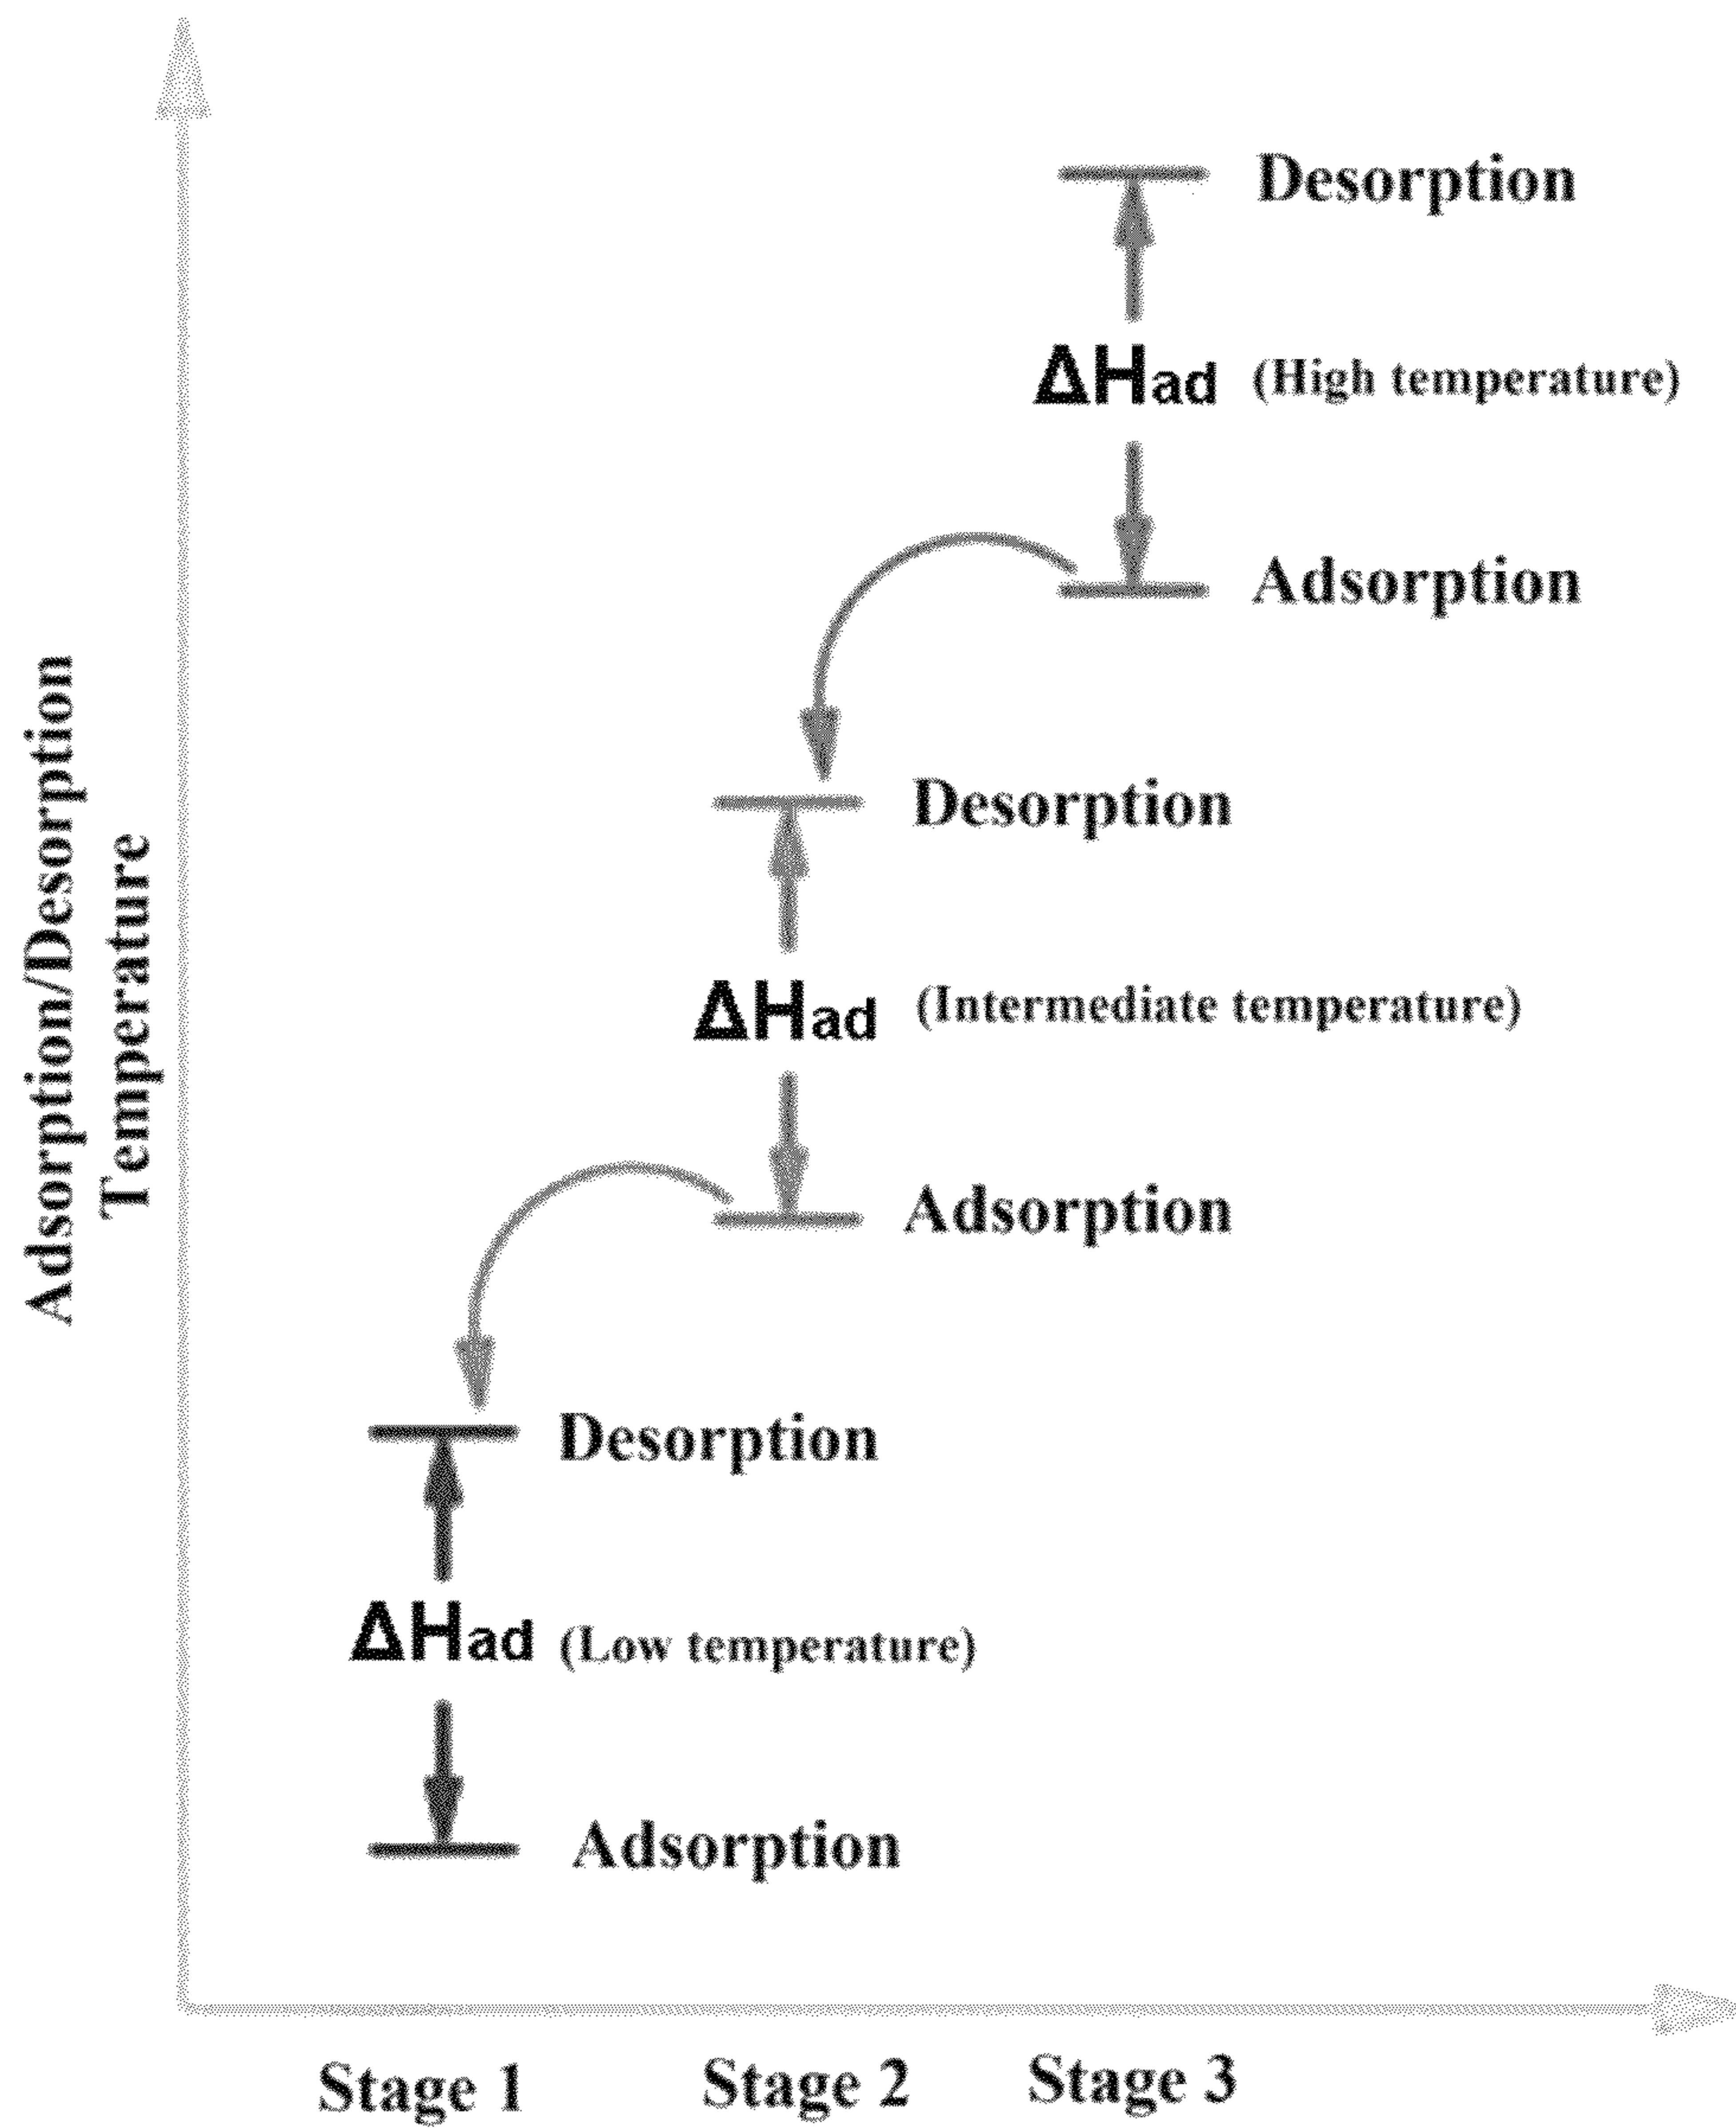 Desorption
ΔHad (High temperature)
Adsorption
Desorption
ΔHad (Intermediate temperature)
Adsorption
Desorption
ΔHad (Low temperature)
Adsorption
Adsorption/Desorption
Temperature
Stage 1 Stage 2 Stage 3